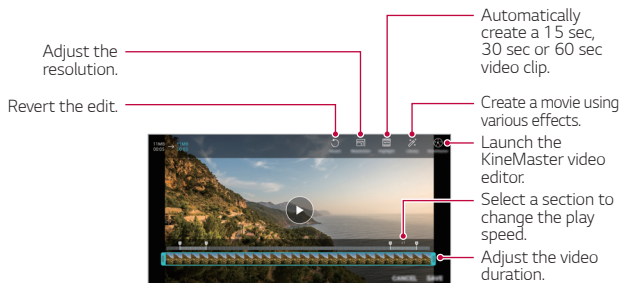 Adjust the
resolution.
Revert the edit.
Automatically
create a 15 sec,
30 sec or 60 sec
video clip.
Create a movie using
various effects.
Launch the
KineMaster video
editor.
Select a section to
change the play
speed.
Adjust the video
duration.
CANCEL SAVE